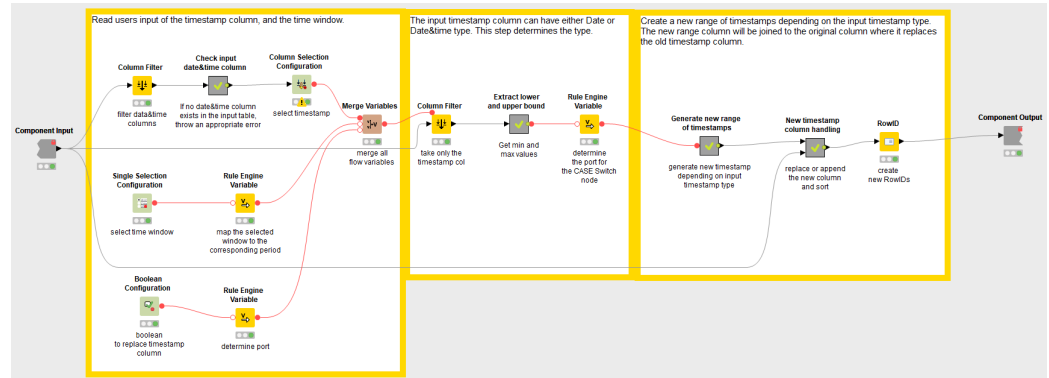 Read users input of the timestamp column, and the time window.
The input timestamp column can have either Date or
Date&time type. This step determines the type.
Create a new range of timestamps depending on the input timestamp type.
The new range column will be joined to the original column where it replaces
the old timestamp column.
Component Input
Column Filter
filter data&time
columns
Check input
date&time column
If no date&time column
exists in the input table,
throw an appropriate error
Column Selection
Configuration
select timestamp
Merge Variables
merge all
flow variables
Single Selection
Configuration
select time window
Rule Engine
Variable
map the selected
window to the
corresponding period
Boolean
Configuration
boolean
to replace timestamp
column
Rule Engine
Variable
determine port
Column Filter
take only the
timestamp col
Extract lower
and upper bound
Get min and
max values
Rule Engine
Variable
determine
the port for
the CASE Switch
node
Generate new range
of timestamps
generate new timestamp
depending on input
timestamp type
New timestamp
column handing
replace or append
the new column
and sort
RowID
create
new RowIDs
Component Output